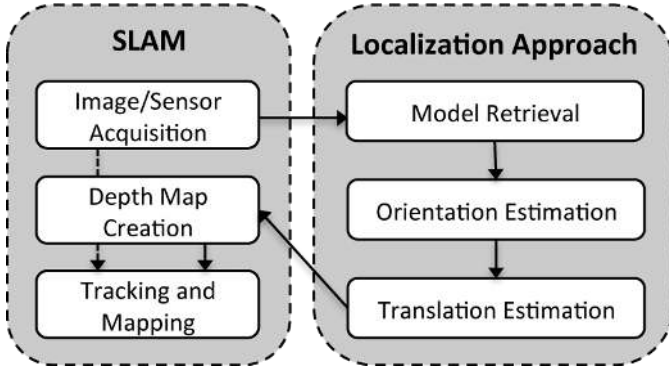 SLAM
Image/Sensor
Acquisition
Depth Map
Creation
Tracking and
Mapping
Localization Approach
Model Retrieval
Orientation Estimation
Translation Estimation